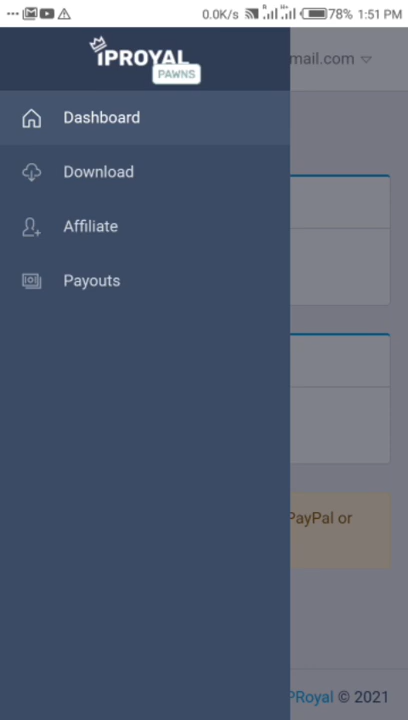 0.0K/s 78% 1:51 PM
iPROYAL
PAWNS
mail.com
Dashboard
Download
Affiliate
Payouts
PayPal or
PRoyal © 2021